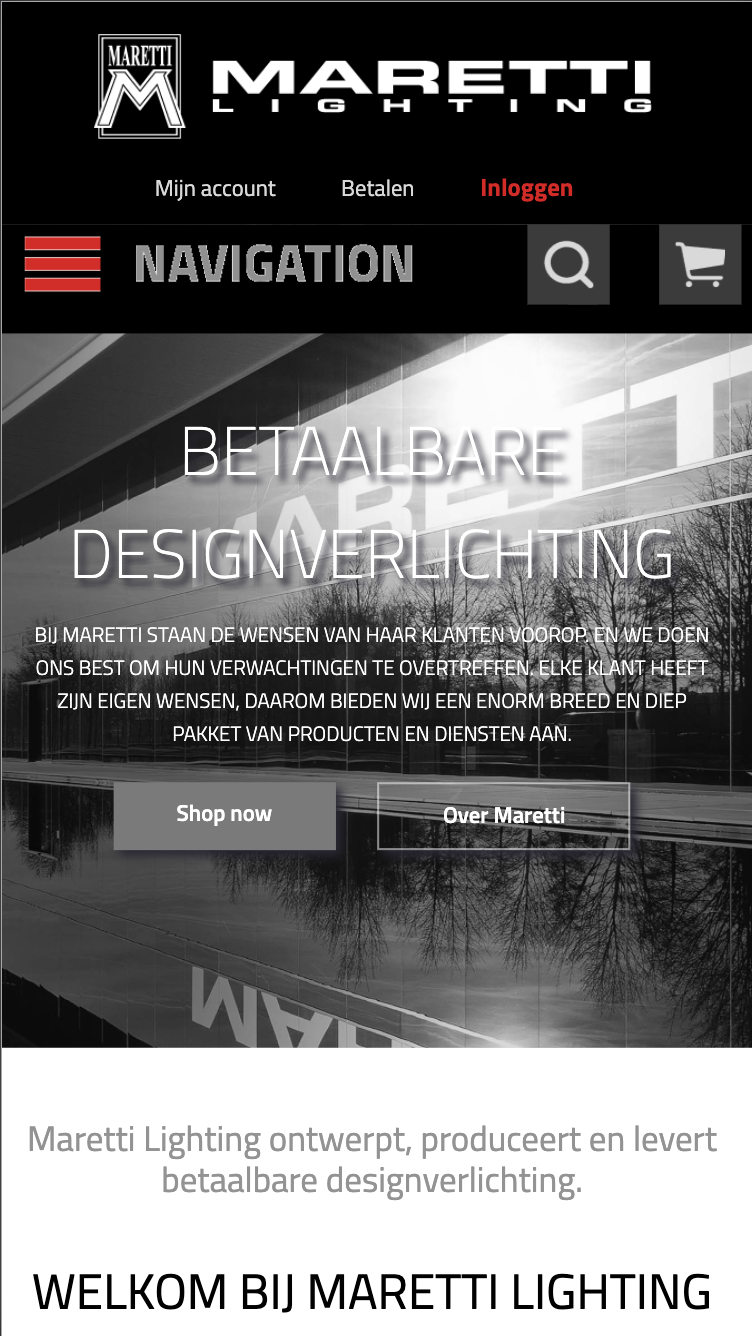 MARETTI
M
MARETTI
LIGHTING
Mijn account Betalen Inloggen
NAVIGATION
MARETT
BETAALBARE
DESIGNVERLICHTING
BIJ MARETTI STAAN DE WENSEN VAN HAAR KLANTEN VOOROP. EN WE DOEN
ONS BEST OM HUN VERWACHTINGEN TE OVERTREFFEN. ELKE KLANT HEEFT
ZIJN EIGEN WENSEN, DAAROM BIEDEN WIJ EEN ENORM BREED EN DIEP
PAKKET VAN PRODUCTEN EN DIENSTEN AAN.
Shop now Over Maretti
Maretti Lighting ontwerpt, produceert en levert
betaalbare designverlichting.
WELKOM BIJ MARETTI LIGHTING